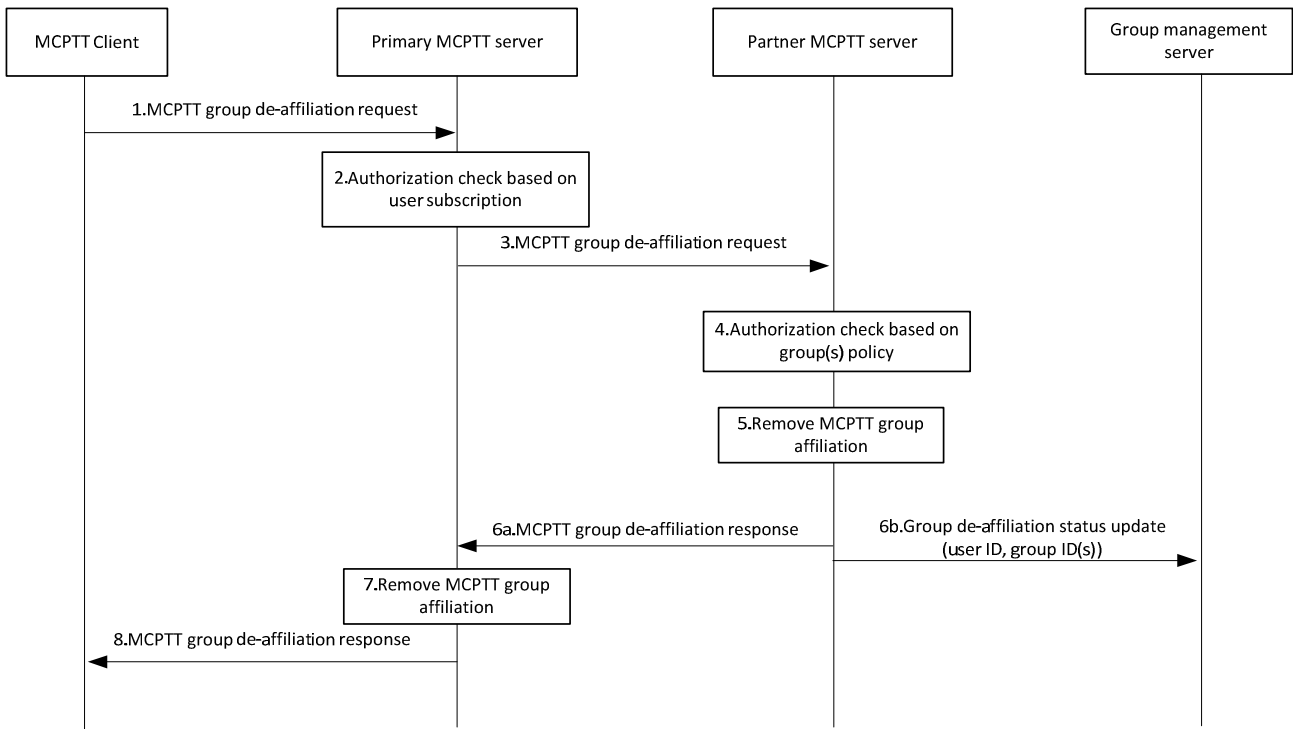 MCPTT Client
Primary MCPTT server
Partner MCPTT server
Group management
server
1.MCPTT group de-affiliation request
2.Authorization check based on
user subscription
3.MCPTT group de-affiliation request
4.Authorization check based on
group(s) policy
5.Remove MCPTT group
affiliation
6a.MCPTT group de-affiliation response
6b.Group de-affiliation status update
(user ID, group ID(s))
7.Remove MCPTT group
affiliation
8.MCPTT group de-affiliation response